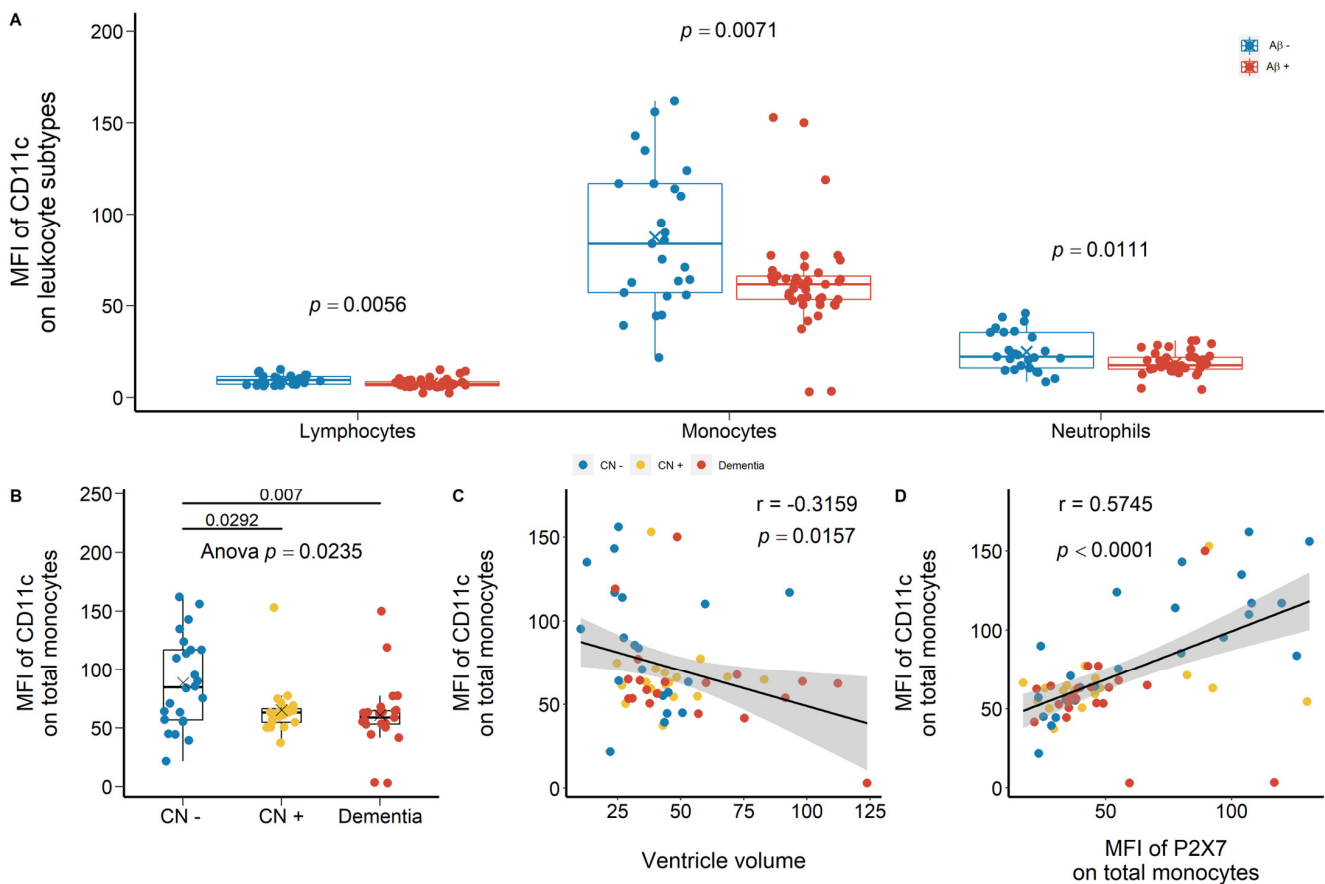 A
MFI of CD11c
on leukocyte subtypes
200
150
100
50
0
p = 0.0056
p = 0.0071
p = 0.0111
Aβ -
Aβ +
Lymphocytes
Monocytes
Neutrophils
B
MFI of CD11c
on total monocytes
250
200
150
100
50
0
0.007
0.0292
Anova p = 0.0235
CN -
CN +
Dementia
CN -
CN +
Dementia
C
MFI of CD11c
on total monocytes
150
100
50
0
r = -0.3159
p = 0.0157
25
50
75
100
125
Ventricle volume
D
MFI of CD11c
on total monocytes
150
100
50
0
r = 0.5745
p < 0.0001
50
100
MFI of P2X7
on total monocytes